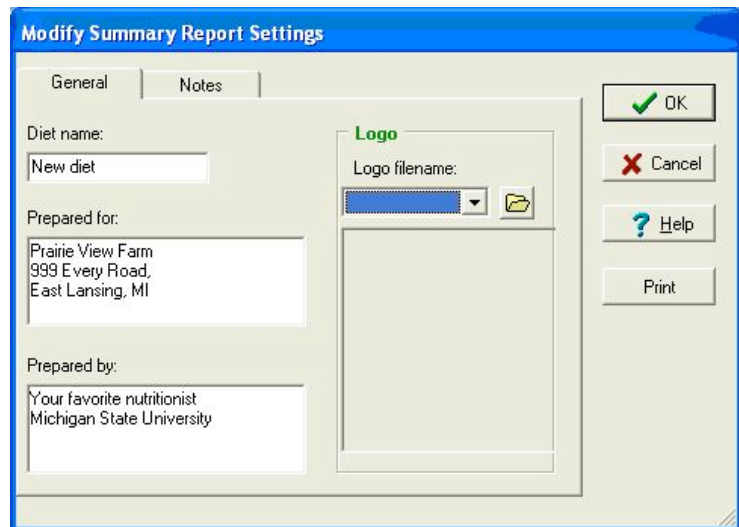 Modify Summary Report Settings
General
Notes
Diet name:
New diet
Prepared for:
Prairie View Farm
999 Every Road,
East Lansing, MI
Prepared by:
Your favorite nutritionist
Michigan State University
Logo
Logo filename:
OK
Cancel
? Help
Print